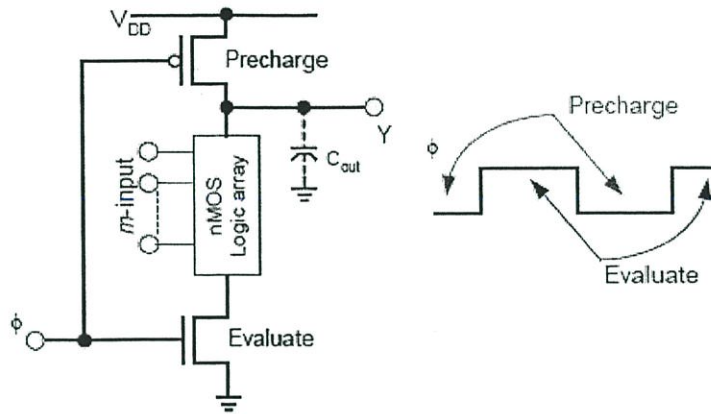 V_DD
Precharge
Y
C_out
m-input
nMOS
Logic array
ϕ
Evaluate
Precharge
ϕ
Evaluate